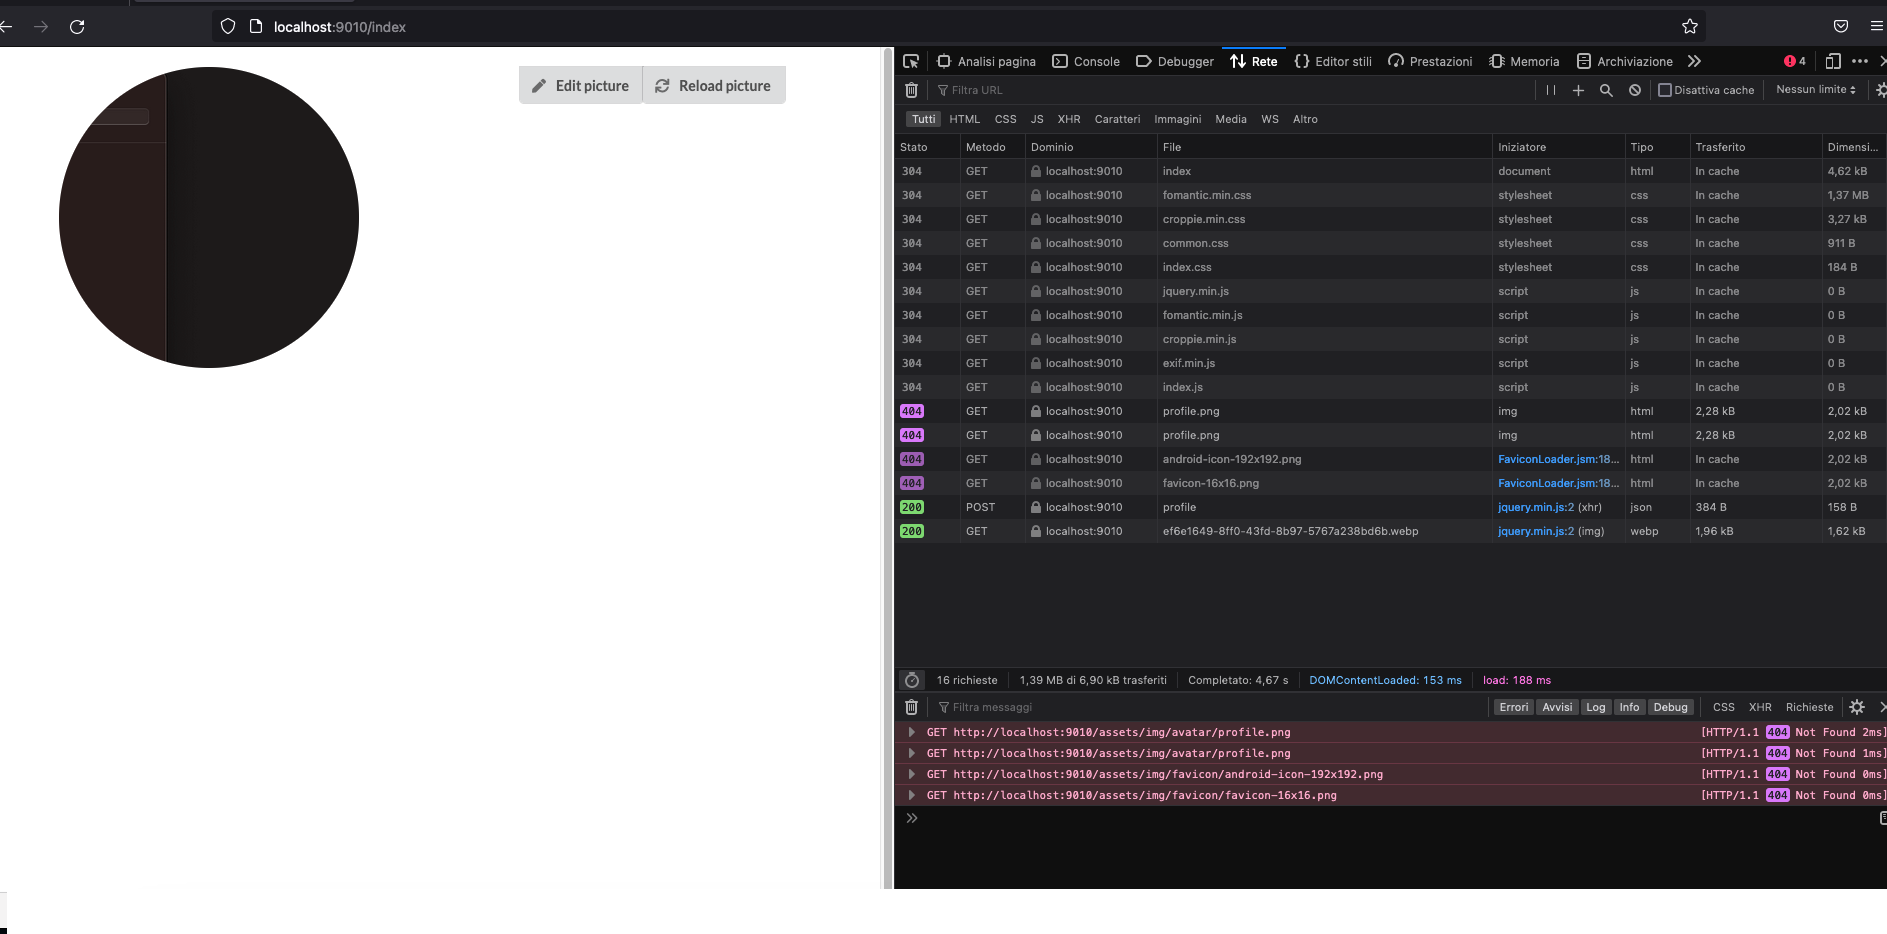 localhost:9010/index
Edit picture
Reload picture
Analisi pagina
Console
Debugger
Rete
Editor stili
Prestazioni
Memoria
Archiviazione
4
Filtra URL
Disattiva cache
Nessun limite
Tutti HTML CSS JS XHR Caratteri Immagini Media WS Altro
Stato Metodo Dominio File Iniziatore Tipo Trasferito Dimensi...
304 GET localhost:9010 index document html In cache 4,62 kB
304 GET localhost:9010 fomantic.min.css stylesheet css In cache 1,37 MB
304 GET localhost:9010 croppie.min.css stylesheet css In cache 3,27 kB
304 GET localhost:9010 common.css stylesheet css In cache 911 B
304 GET localhost:9010 index.css stylesheet css In cache 184 B
304 GET localhost:9010 jquery.min.js script js In cache 0 B
304 GET localhost:9010 fomantic.min.js script js In cache 0 B
304 GET localhost:9010 croppie.min.js script js In cache 0 B
304 GET localhost:9010 exif.min.js script js In cache 0 B
304 GET localhost:9010 index.js script js In cache 0 B
404 GET localhost:9010 profile.png img html 2,28 kB 2,02 kB
404 GET localhost:9010 profile.png img html 2,28 kB 2,02 kB
404 GET localhost:9010 android-icon-192x192.png FaviconLoader.jsm:18... html In cache 2,02 kB
404 GET localhost:9010 favicon-16x16.png FaviconLoader.jsm:18... html In cache 2,02 kB
200 POST localhost:9010 profile jquery.min.js:2 (xhr) json 384 B 158 B
200 GET localhost:9010 ef6e1649-8ff0-43fd-8b97-5767a238bd6b.webp jquery.min.js:2 (img) webp 1,96 kB 1,62 kB
16 richieste 1,39 MB di 6,90 kB trasferiti Completato: 4,67 s DOMContentLoaded: 153 ms load: 188 ms
Filtra messaggi
Errori Avvisi Log Info Debug CSS XHR Richieste
GET http://localhost:9010/assets/img/avatar/profile.png [HTTP/1.1 404 Not Found 2ms]
GET http://localhost:9010/assets/img/avatar/profile.png [HTTP/1.1 404 Not Found 1ms]
GET http://localhost:9010/assets/img/favicon/android-icon-192x192.png [HTTP/1.1 404 Not Found 0ms]
GET http://localhost:9010/assets/img/favicon/favicon-16x16.png [HTTP/1.1 404 Not Found 0ms]